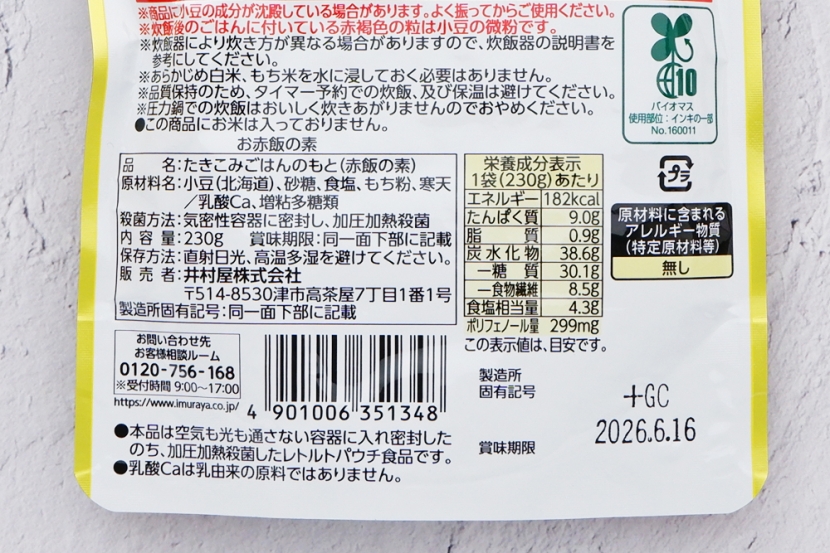 ※商品に小豆の成分が沈殿している場合があります。よく振ってからご使用ください。
※炊飯後のごはんに付いている赤褐色の粒は小豆の微粉です。
※炊飯器により炊き方が異なる場合がありますので、炊飯器の説明書を
参考にしてください。
※あらかじめ白米、もち米を水に浸しておく必要はありません。
※品質保持のため、タイマー予約での炊飯、及び保温は避けてください。
※圧力鍋での炊飯はおいしく炊きあがりませんのでおやめください。
●この商品にお米は入っておりません。
10
バイオマス
使用部位：インキの一部
No.160011
プラ
お赤飯の素
品名：たきこみごはんのもと(赤飯の素)
原材料名：小豆(北海道)、砂糖、食塩、もち粉、寒天
／乳酸Ca、増粘多糖類
殺菌方法：気密性容器に密封し、加圧加熱殺菌
内容量：230g 賞味期限：同一面下部に記載
保存方法：直射日光、高温多湿を避けてください。
販売者：井村屋株式会社
〒514-8530津市高茶屋7丁目1番1号
製造所固有記号：同一面下部に記載
栄養成分表示
1袋(230g)あたり
エネルギー 182kcal
たんぱく質 9.0g
脂質 0.9g
炭水化物 38.6g
―糖質 30.1g
―食物繊維 8.5g
食塩相当量 4.3g
ポリフェノール量 299mg
この表示値は、目安です。
原材料に含まれる
アレルギー物質
(特定原材料等)
無し
お問い合わせ先
お客様相談ルーム
0120-756-168
※受付時間 9:00〜17:00
https://www.imuraya.co.jp/
4 901006 351348
製造所
固有記号
+GC
賞味期限
2026.6.16
●本品は空気も光も通さない容器に入れ密封した
のち、加圧加熱殺菌したレトルトパウチ食品です。
●乳酸Caは乳由来の原料ではありません。